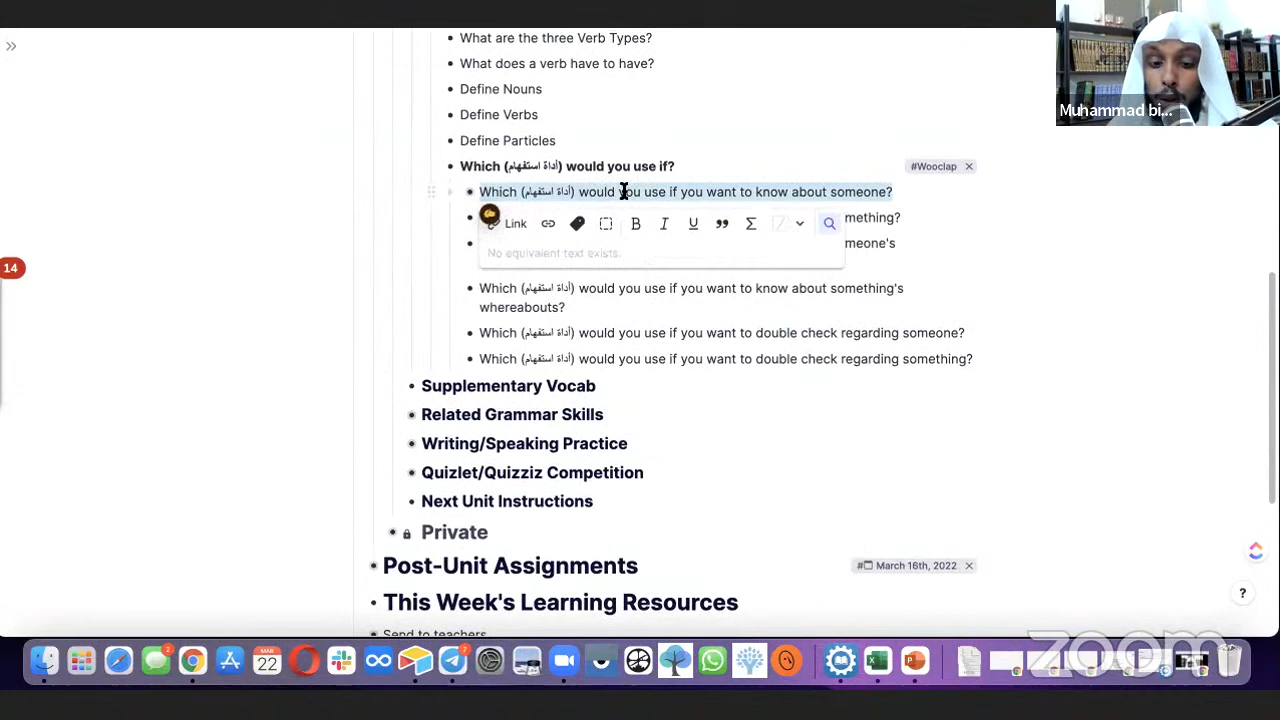 What are the three Verb Types?
What does a verb have to have?
Define Nouns
Define Verbs
Define Particles
Which (أداة استفهام) would you use if?
#Wooclap
Which (أداة استفهام) would you use if you want to know about someone?
mething?
Link
meone's
No equivalent text exists.
Which (أداة استفهام) would you use if you want to know about something's
whereabouts?
Which (أداة استفهام) would you use if you want to double check regarding someone?
Which (أداة استفهام) would you use if you want to double check regarding something?
Supplementary Vocab
Related Grammar Skills
Writing/Speaking Practice
Quizlet/Quizziz Competition
Next Unit Instructions
Private
Post-Unit Assignments
# March 16th, 2022
This Week's Learning Resources
Send to teachers
Muhammad bi...
14
MAR
22
2
7
zoom